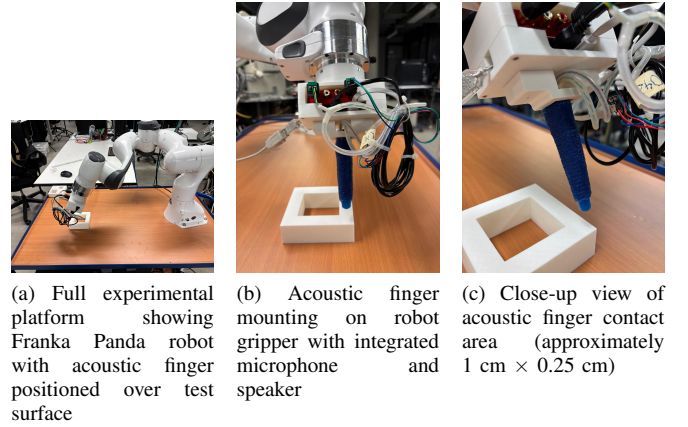 (a) Full experimental
platform showing
Franka Panda robot
with acoustic finger
positioned over test
surface
(b) Acoustic finger
mounting on robot
gripper with integrated
microphone and
speaker
(c) Close-up view of
acoustic finger contact
area (approximately
1 cm × 0.25 cm)